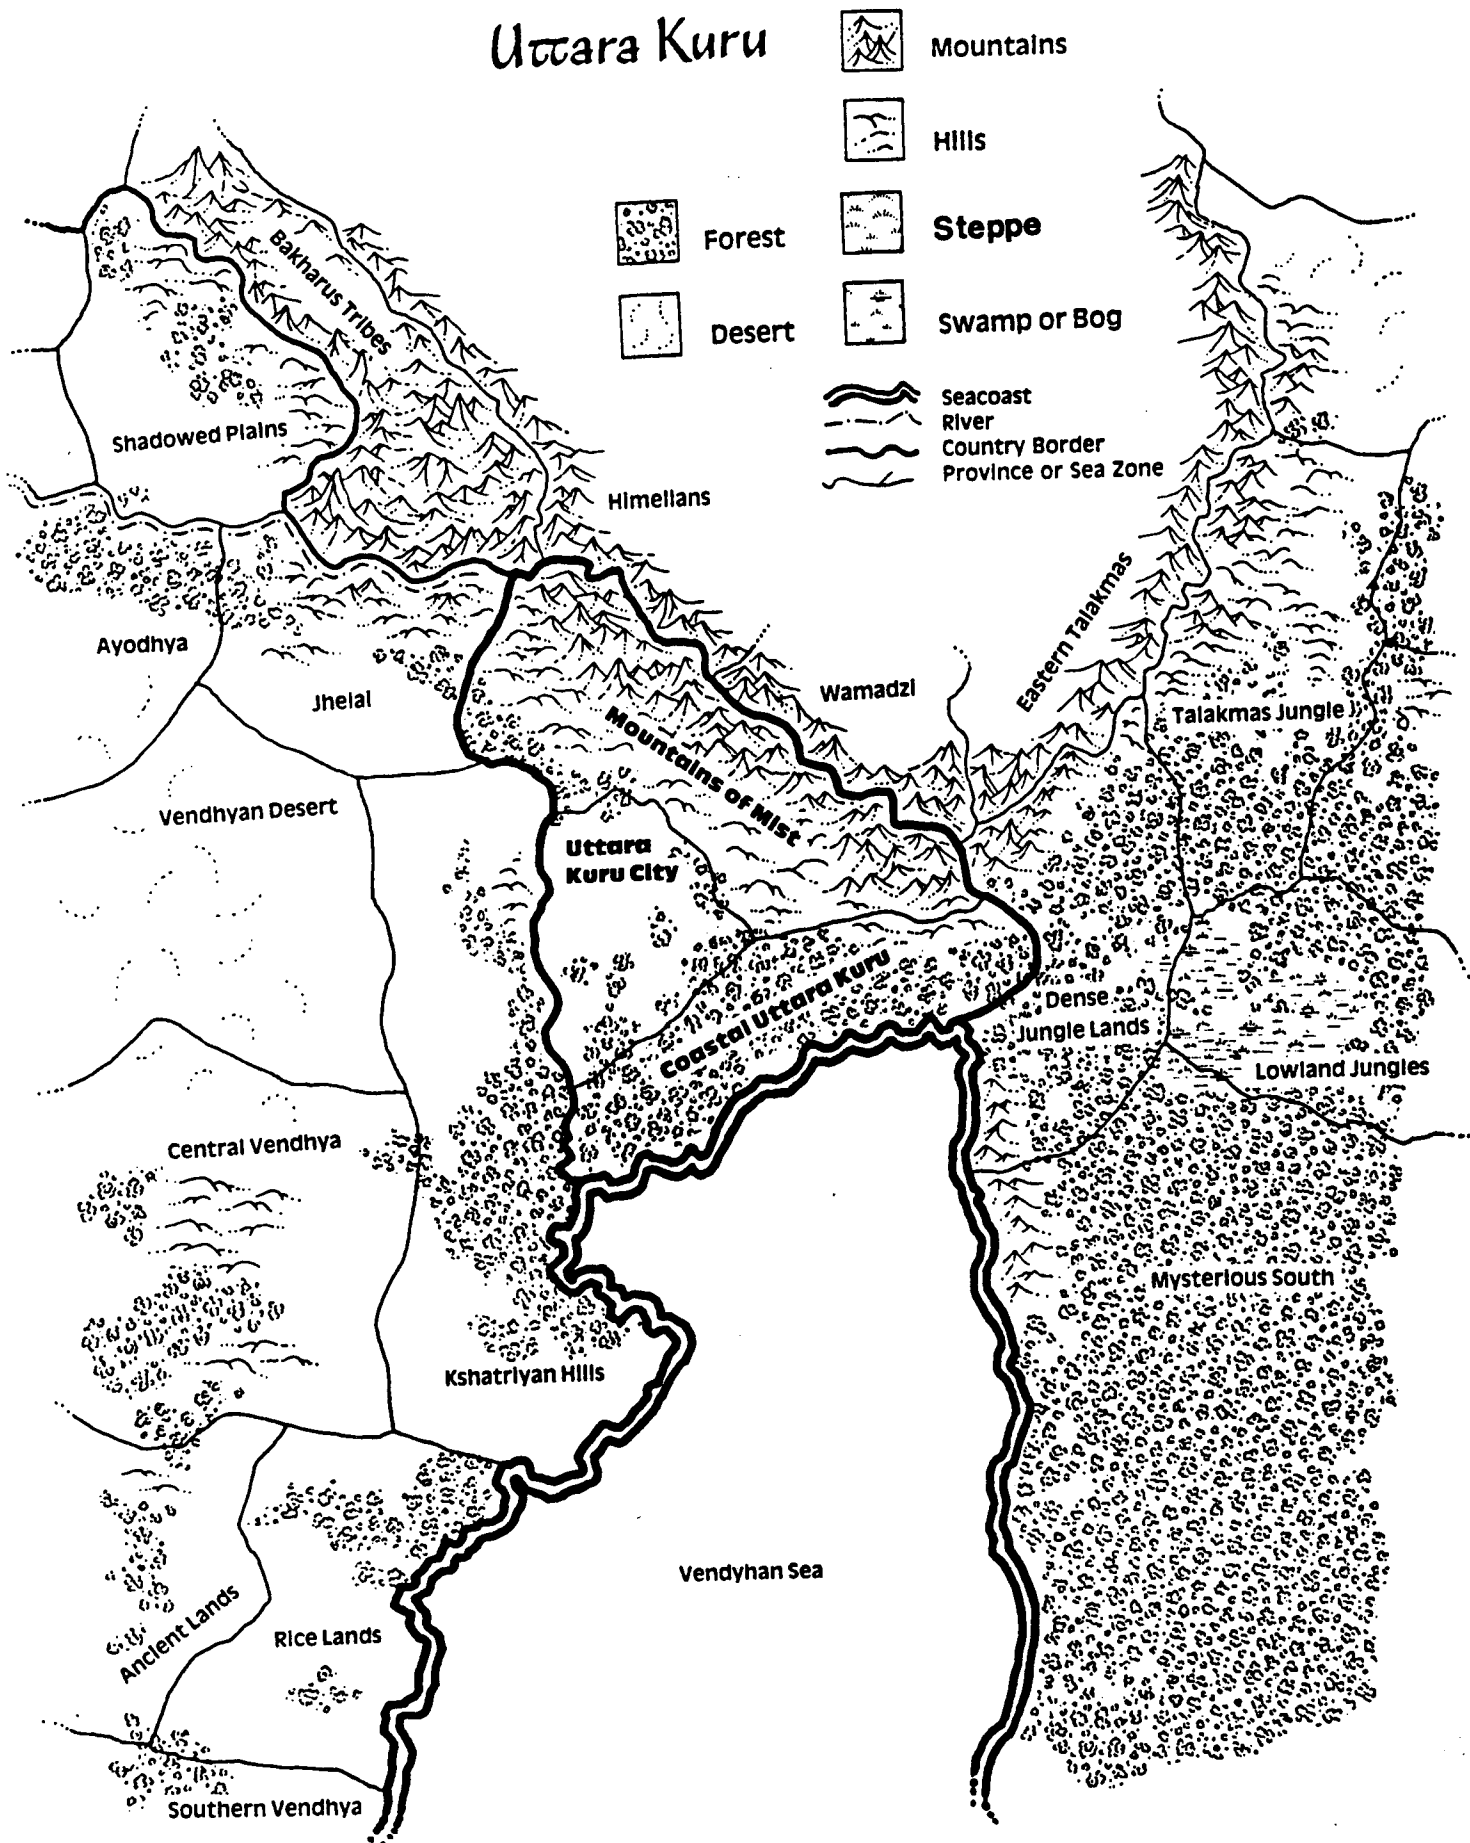 Uttara Kuru
Mountains
Hills
Forest
Steppe
Desert
Swamp or Bog
Seacoast
River
Country Border
Province or Sea Zone
Bakharus Tribes
Shadowed Plains
Himelians
Eastern Talakmas
Ayodhya
Jhelal
Wamadzi
Talakmas Jungle
Mountains of Mist
Vendhyan Desert
Uttara
Kuru City
Coastal Uttara Kuru
Dense
Jungle Lands
Lowland Jungles
Central Vendhya
Mysterious South
Kshatriyan Hills
Vendyhan Sea
Ancient Lands
Rice Lands
Southern Vendhya